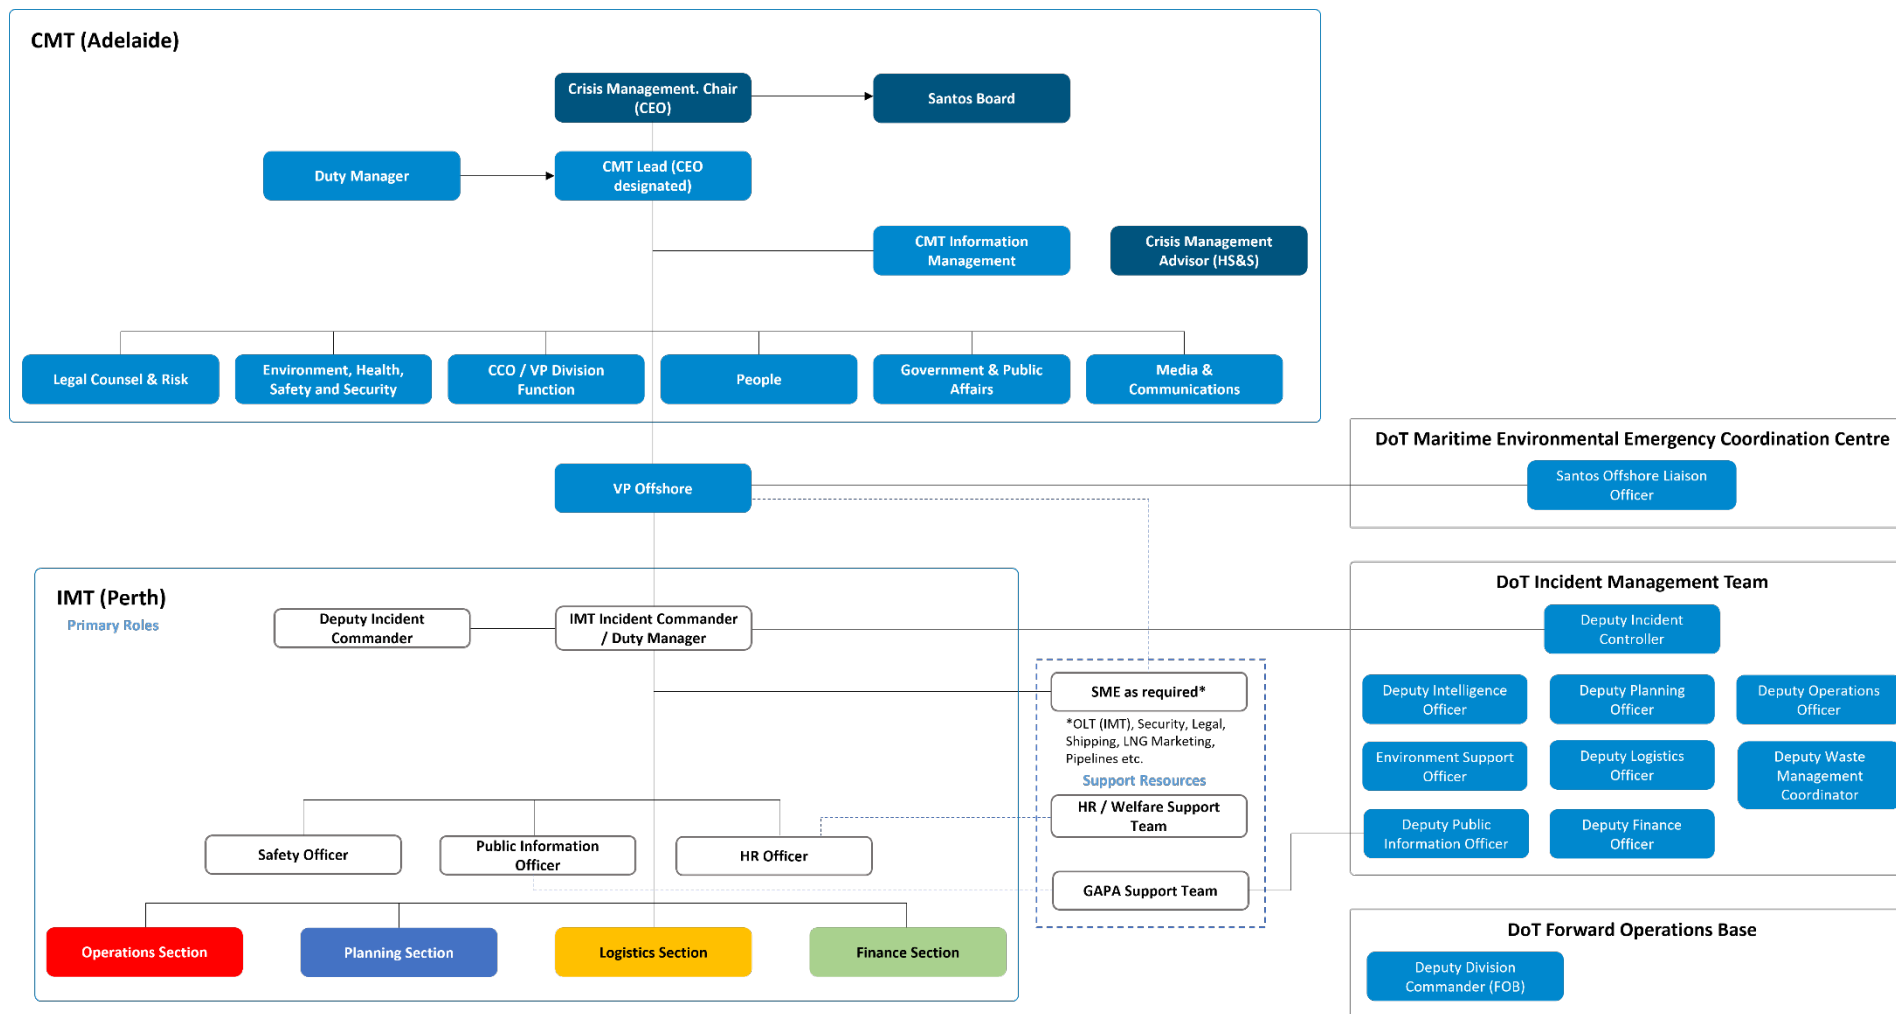 CMT (Adelaide)
Crisis Management. Chair
(CEO)
Santos Board
Duty Manager
CMT Lead (CEO
designated)
CMT Information
Management
Crisis Management
Advisor (HS&S)
Legal Counsel & Risk
Environment, Health,
Safety and Security
CCO / VP Division
Function
People
Government & Public
Affairs
Media &
Communications
VP Offshore
DoT Maritime Environmental Emergency Coordination Centre
Santos Offshore Liaison
Officer
IMT (Perth)
Primary Roles
Deputy Incident
Commander
IMT Incident Commander
/ Duty Manager
SME as required*
*OLT (IMT), Security, Legal,
Shipping, LNG Marketing,
Pipelines etc.
Support Resources
HR / Welfare Support
Team
GAPA Support Team
Safety Officer
Public Information
Officer
HR Officer
Operations Section
Planning Section
Logistics Section
Finance Section
DoT Incident Management Team
Deputy Incident
Controller
Deputy Intelligence
Officer
Deputy Planning
Officer
Deputy Operations
Officer
Environment Support
Officer
Deputy Logistics
Officer
Deputy Waste
Management
Coordinator
Deputy Public
Information Officer
Deputy Finance
Officer
DoT Forward Operations Base
Deputy Division
Commander (FOB)